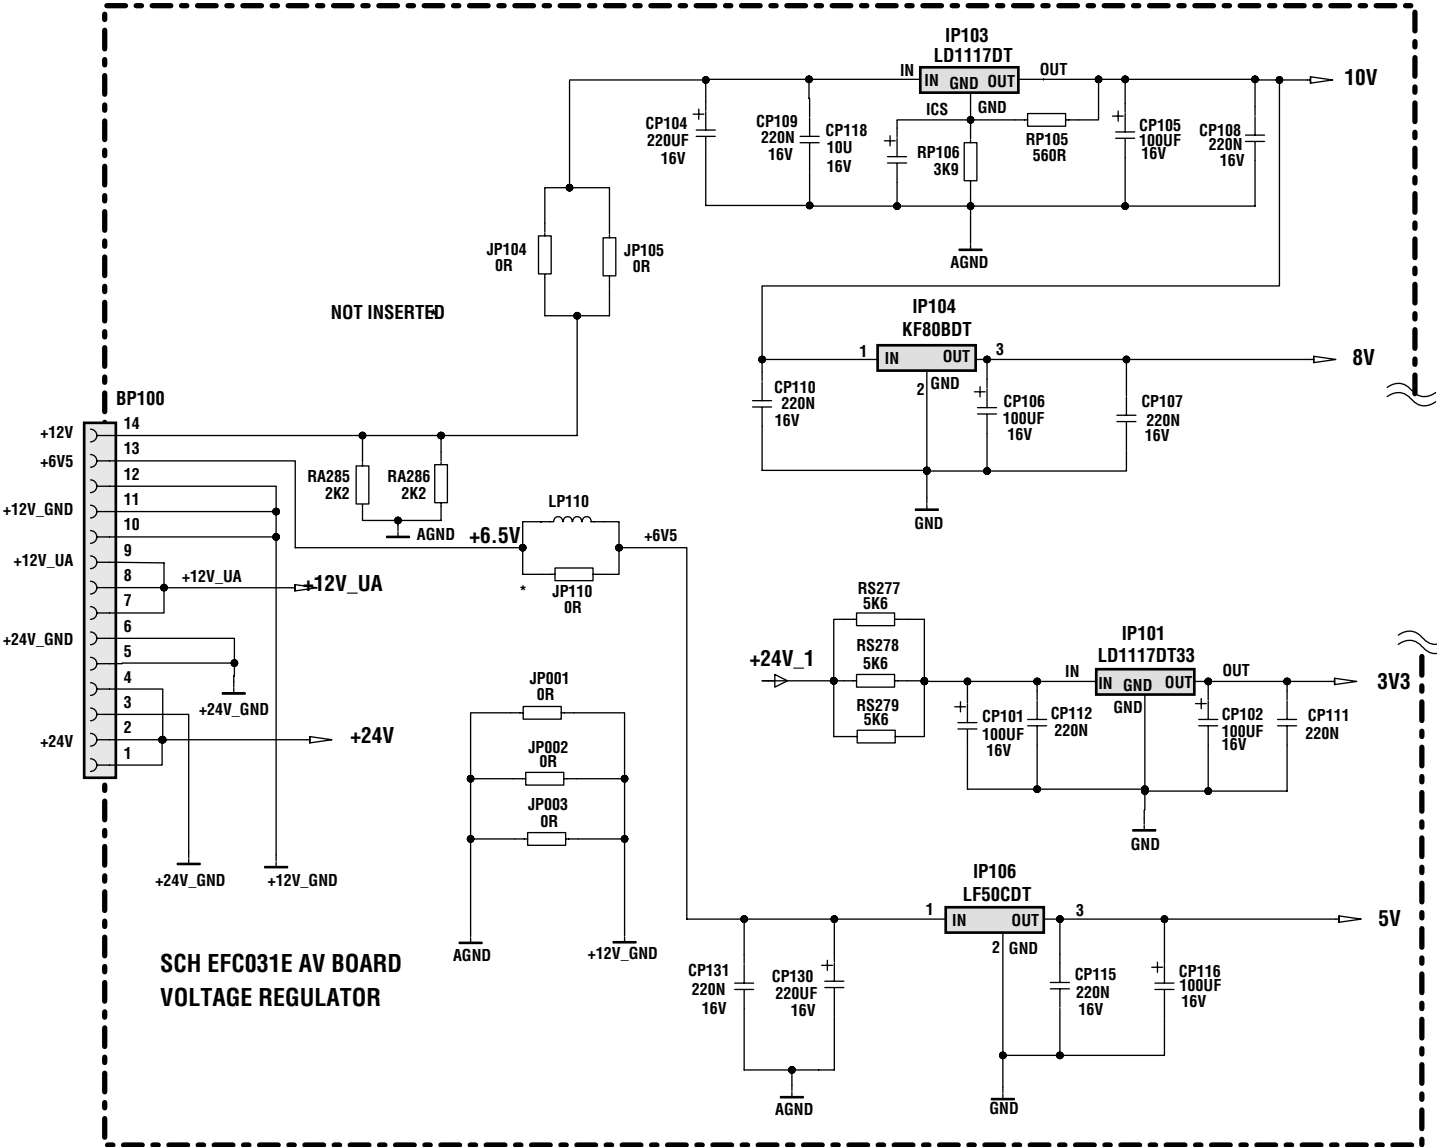 IP103
LD1117DT
IN
IN GND OUT
OUT
10V
GND
ICS
CP104
220UF
16V
CP109
220N
16V
CP118
10U
16V
RP106
3K9
RP105
560R
CP105
100UF
16V
CP108
220N
16V
AGND
JP104
0R
JP105
0R
NOT INSERTED
IP104
KF80BDT
1
IN OUT
3
8V
2
GND
CP110
220N
16V
CP106
100UF
16V
CP107
220N
16V
GND
BP100
+12V
14
+6V5
13
12
+12V_GND
11
10
+12V_UA
9
8
7
+24V_GND
6
5
4
3
+24V
2
1
RA285
2K2
RA286
2K2
AGND
+12V_UA
+12V_UA
+24V_GND
+24V
+24V_GND
+12V_GND
+6.5V
LP110
+6V5
*
JP110
0R
JP001
0R
JP002
0R
JP003
0R
AGND
+12V_GND
RS277
5K6
RS278
5K6
RS279
5K6
+24V_1
IP101
LD1117DT33
IN
IN GND OUT
OUT
3V3
GND
CP101
100UF
16V
CP112
220N
CP102
100UF
16V
CP111
220N
GND
IP106
LF50CDT
1
IN OUT
3
5V
2
GND
CP131
220N
16V
CP130
220UF
16V
CP115
220N
16V
CP116
100UF
16V
AGND
GND
SCH EFC031E AV BOARD
VOLTAGE REGULATOR